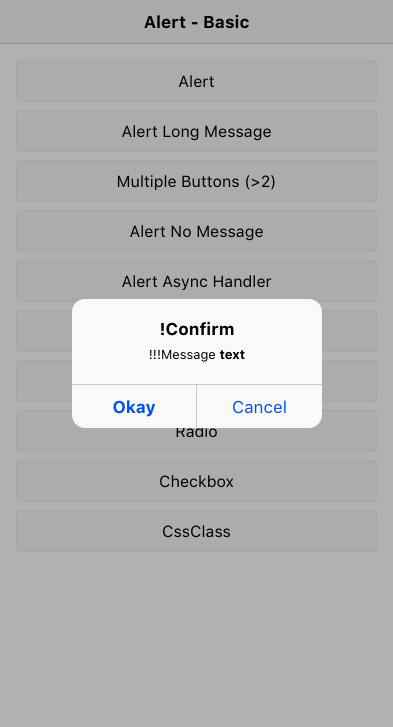 Alert - Basic
Alert
Alert Long Message
Multiple Buttons (>2)
Alert No Message
Alert Async Handler
!Confirm
!!!Message text
Okay
Cancel
Radio
Checkbox
CssClass